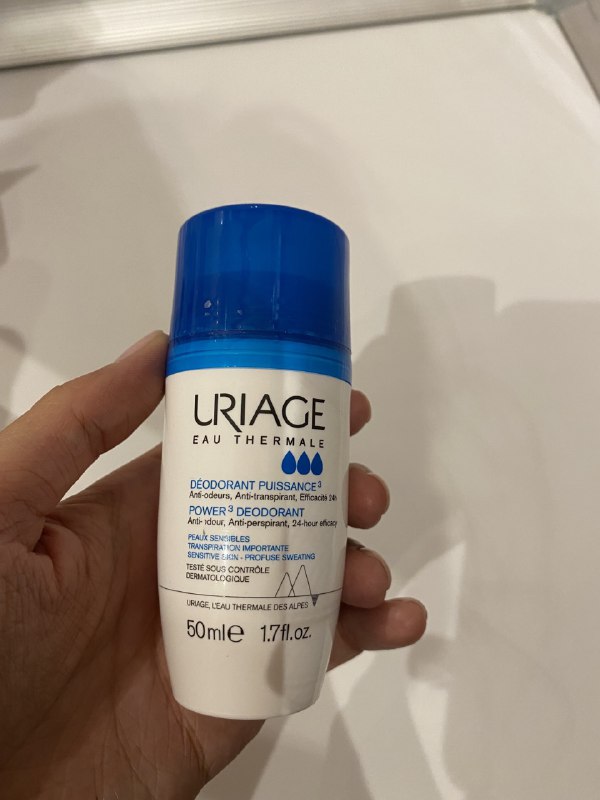 URIAGE
EAU THERMALE
DÉODORANT PUISSANCE³
Anti-odeurs, Anti-transpirant, Efficacité 24h
POWER³ DEODORANT
Anti-odour, Anti-perspirant, 24-hour efficacy
PEAUX SENSIBLES
TRANSPIRATION IMPORTANTE
SENSITIVE SKIN - PROFUSE SWEATING
TESTÉ SOUS CONTRÔLE
DERMATOLOGIQUE
URIAGE, L'EAU THERMALE DES ALPES
50ml℮ 1.7fl.oz.